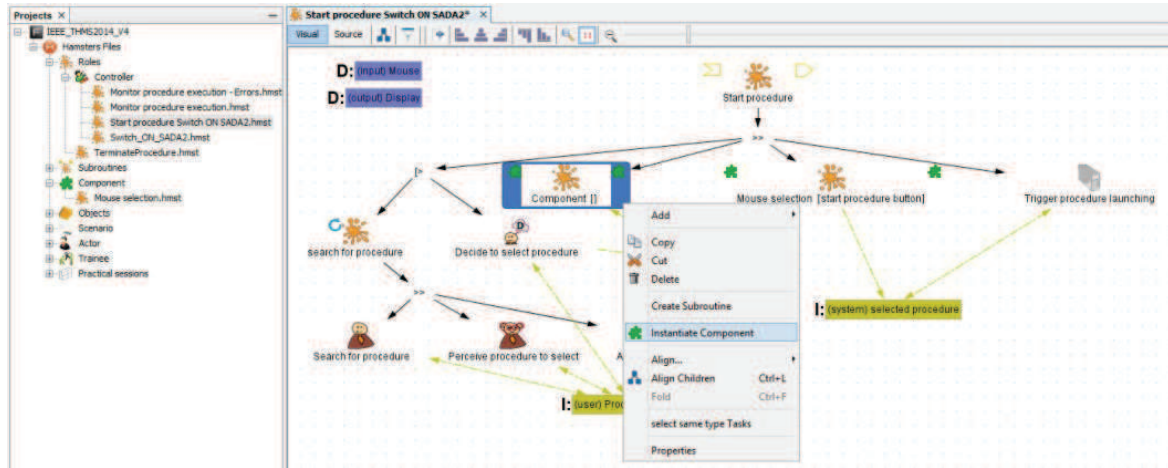 Projects
IEEE_THMS2014_V4
Hamsters Files
Roles
Controller
Monitor procedure execution - Errors.hmst
Monitor procedure execution.hmst
Start procedure Switch ON SADA2.hmst
Switch_ON_SADA2.hmst
TerminateProcedure.hmst
Subroutines
Component
Mouse selection.hmst
Objects
Scenario
Actor
Trainee
Practical sessions
Start procedure Switch ON SADA2*
Visual Source
D: (input) Mouse
D: (output) Display
Start procedure
>>
[>
Component []
Mouse selection [start procedure button]
Trigger procedure launching
search for procedure
Decide to select procedure
>>
Search for procedure
Perceive procedure to select
A
I: (user) Proc
I: (system) selected procedure
Add
Copy
Cut
Delete
Create Subroutine
Instantiate Component
Align...
Align Children Ctrl+L
Fold Ctrl+F
select same type Tasks
Properties